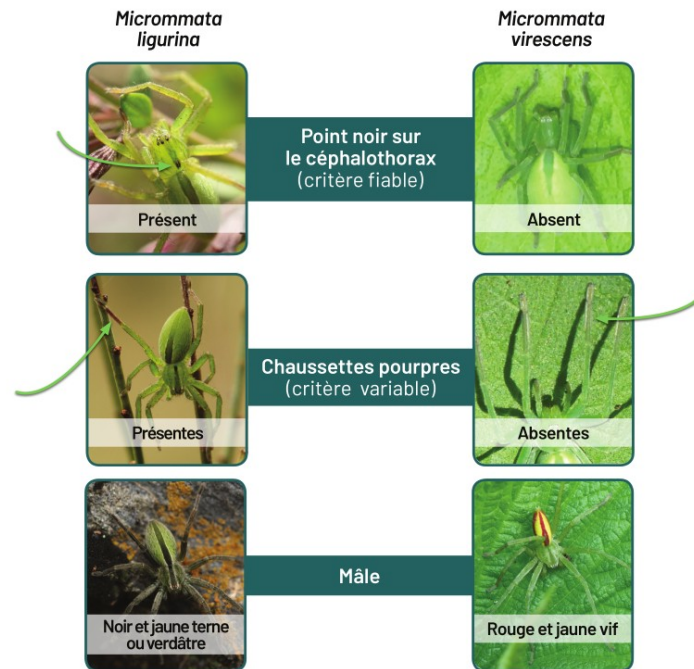 Micrommata
ligurina
Micrommata
virescens
Point noir sur
le céphalothorax
(critère fiable)
Présent
Absent
Chaussettes pourpres
(critère variable)
Présentes
Absentes
Mâle
Noir et jaune terne
ou verdâtre
Rouge et jaune vif